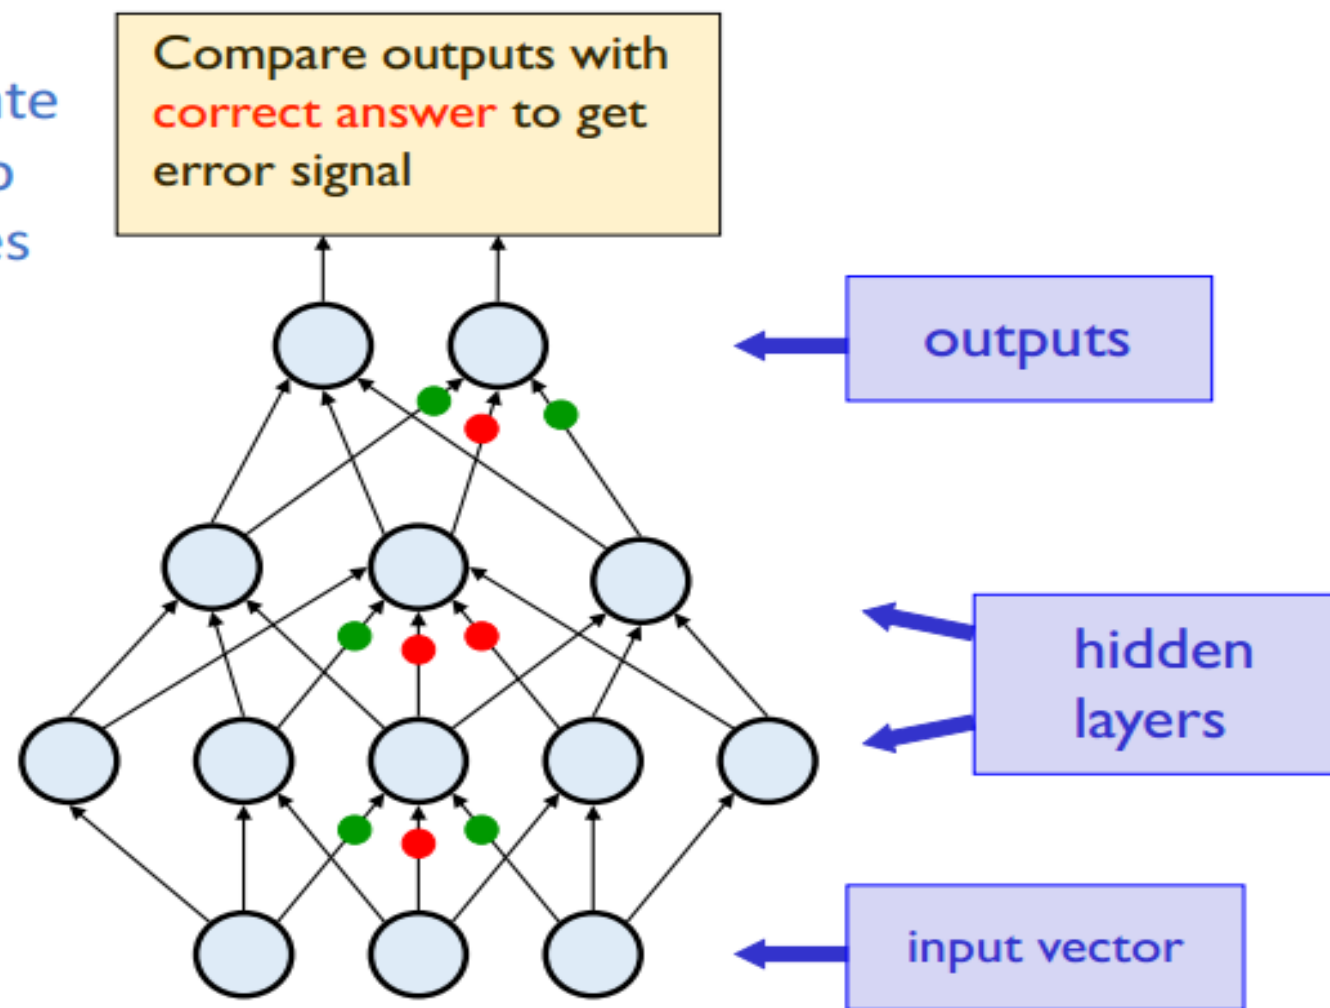 Compare outputs with
correct answer to get
error signal
outputs
hidden
layers
input vector